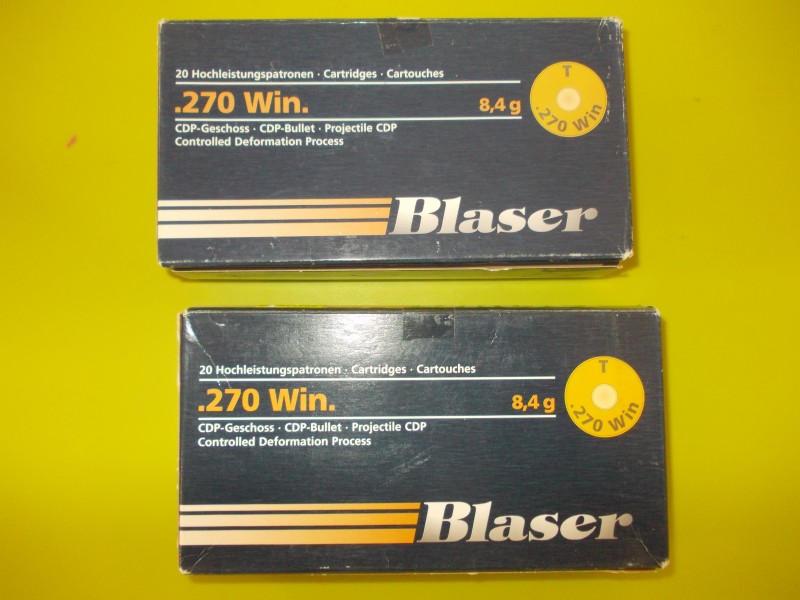 20 Hochleistungspatronen · Cartridges · Cartouches
.270 Win. 8,4 g
CDP-Geschoss · CDP-Bullet · Projectile CDP
Controlled Deformation Process
T
.270 Win
Blaser
20 Hochleistungspatronen · Cartridges · Cartouches
.270 Win. 8,4 g
CDP-Geschoss · CDP-Bullet · Projectile CDP
Controlled Deformation Process
T
.270 Win
Blaser